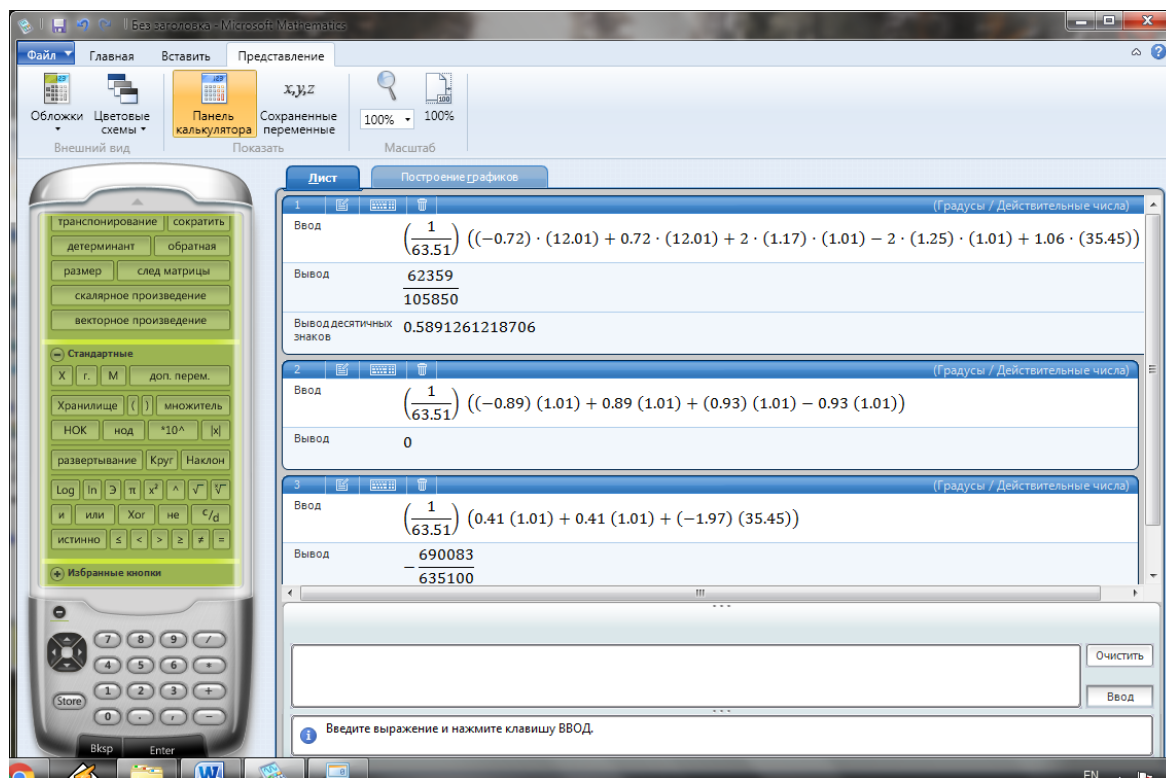 Без заголовка - Microsoft Mathematics
Файл Главная Вставить Представление
Обложки Цветовые схемы Панель калькулятора x,y,z Сохраненные переменные 100% 100 100%
Внешний вид Показать Масштаб
Лист Построение графиков
транспонирование сократить
детерминант обратная
размер след матрицы
скалярное произведение
векторное произведение
Стандартные
X г. M доп. перем.
Хранилище ( ) множитель
НОК нод *10^ |x|
развертывание Круг Наклон
Log ln Э π x² ^ √ √
и или Xor не c/d
истинно ≤ < > ≥ ≠ =
Избранные кнопки
7 8 9 /
4 5 6 *
Store 1 2 3 +
0 . , −
Bksp Enter
1 (Градусы / Действительные числа)
Ввод (1/63.51) ((−0.72) · (12.01) + 0.72 · (12.01) + 2 · (1.17) · (1.01) − 2 · (1.25) · (1.01) + 1.06 · (35.45))
Вывод 62359/105850
Вывод десятичных знаков 0.5891261218706
2 (Градусы / Действительные числа)
Ввод (1/63.51) ((−0.89) (1.01) + 0.89 (1.01) + (0.93) (1.01) − 0.93 (1.01))
Вывод 0
3 (Градусы / Действительные числа)
Ввод (1/63.51) (0.41 (1.01) + 0.41 (1.01) + (−1.97) (35.45))
Вывод −690083/635100
Очистить
Ввод
Введите выражение и нажмите клавишу ВВОД.
EN